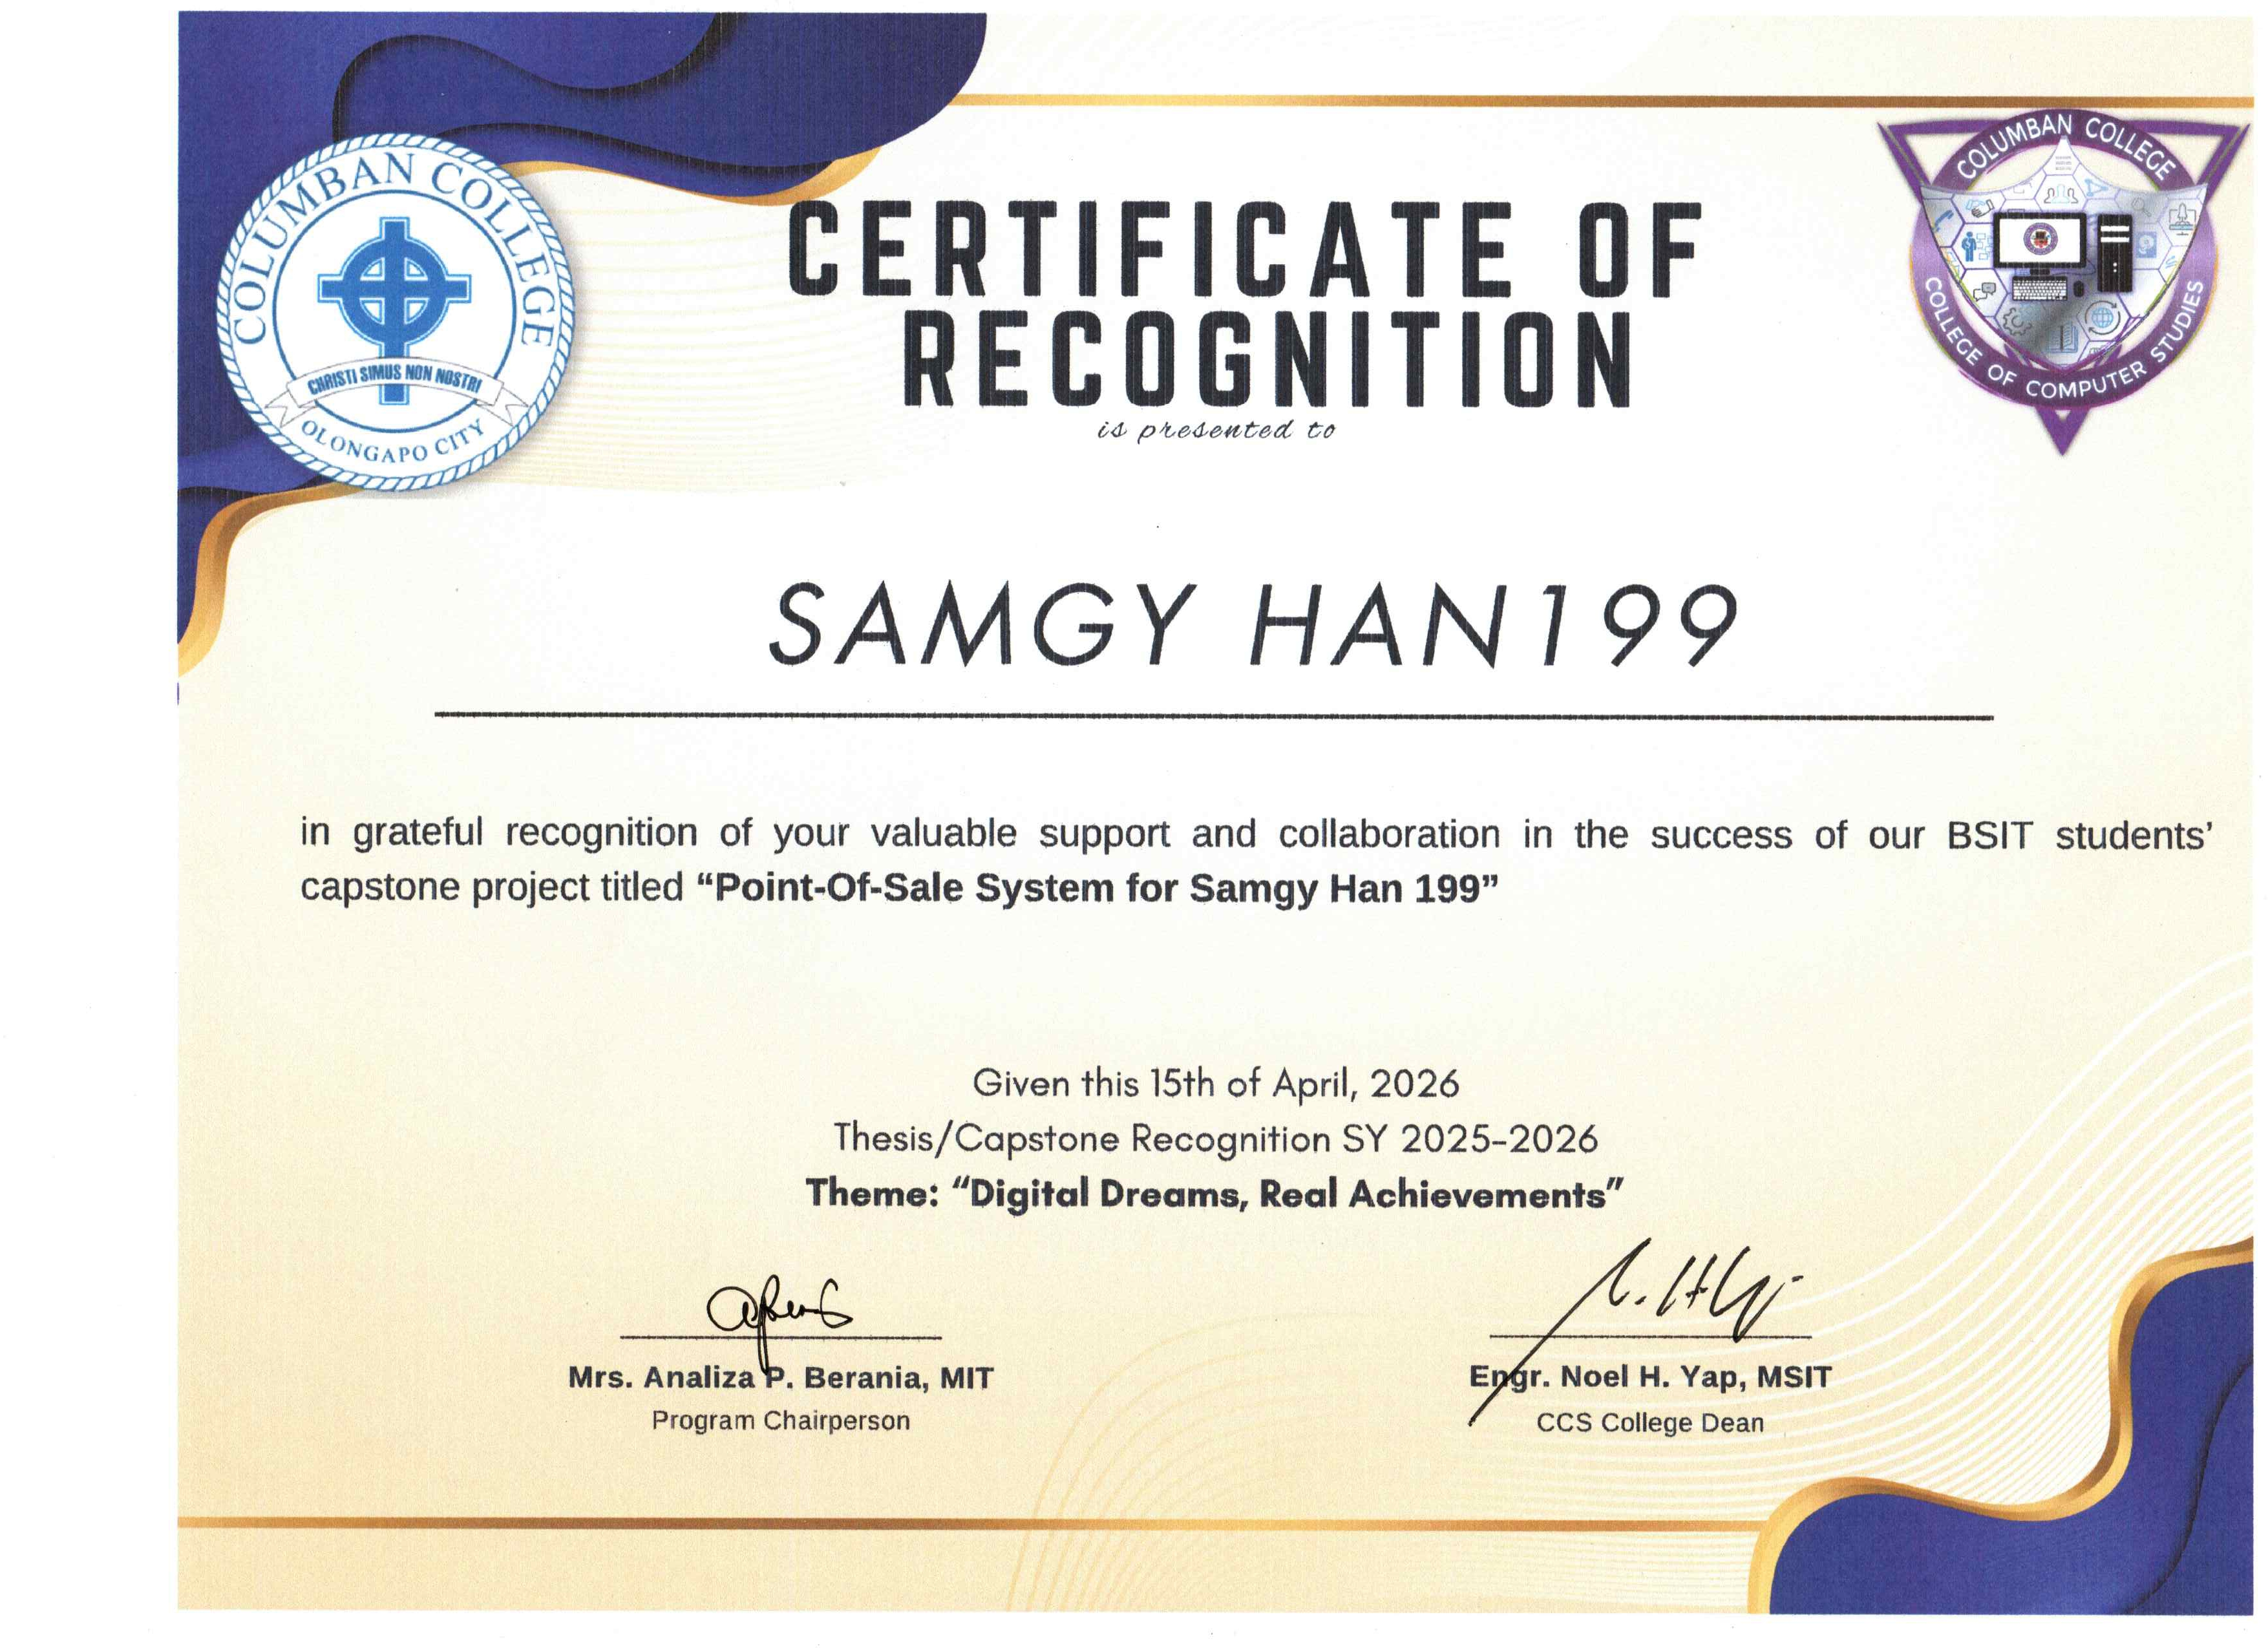 COLUMBAN COLLEGE
CHRISTI SIMUS NON NOSTRI
OLONGAPO CITY
COLUMBAN COLLEGE
COLLEGE OF COMPUTER STUDIES
CERTIFICATE OF
RECOGNITION
is presented to
SAMGY HAN199
in grateful recognition of your valuable support and collaboration in the success of our BSIT students’
capstone project titled “Point-Of-Sale System for Samgy Han 199”
Given this 15th of April, 2026
Thesis/Capstone Recognition SY 2025-2026
Theme: “Digital Dreams, Real Achievements”
Mrs. Analiza P. Berania, MIT
Program Chairperson
Engr. Noel H. Yap, MSIT
CCS College Dean